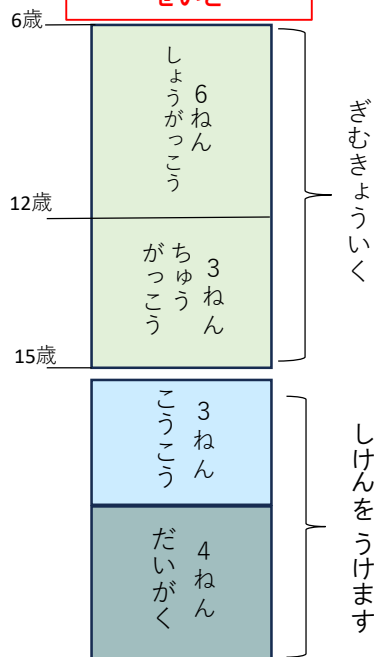 6歳
6ねん
しょうがっこう
ぎむきょういく
12歳
3ねん
ちゅう
がっこう
15歳
3ねん
こうこう
しけんを うけます
4ねん
だいがく